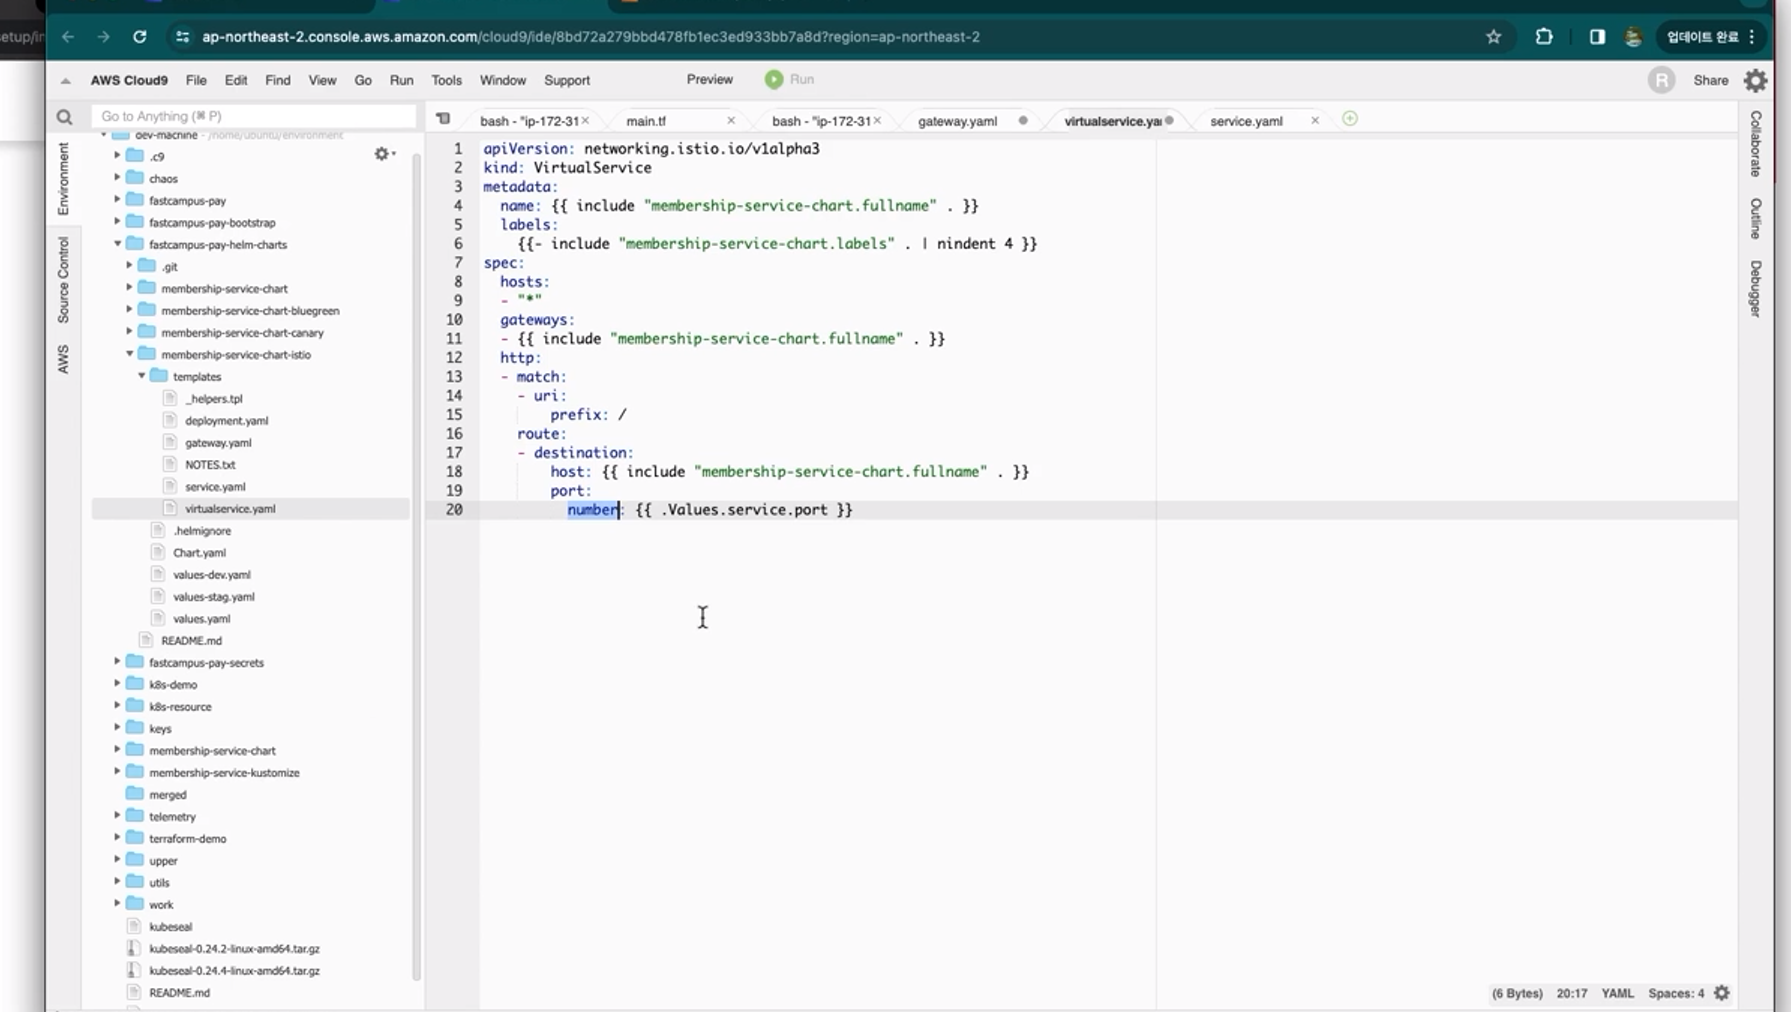 setup/in
ap-northeast-2.console.aws.amazon.com/cloud9/ide/8bd72a279bbd478fb1ec3ed933bb7a8d?region=ap-northeast-2
업데이트 완료
AWS Cloud9 File Edit Find View Go Run Tools Window Support Preview Run
R Share
Go to Anything (⌘ P)
bash - "ip-172-31 main.tf bash - "ip-172-31 gateway.yaml virtualservice.ya service.yaml
Environment
Source Control
AWS
dev-machine - /home/ubuntu/environment
.c9
chaos
fastcampus-pay
fastcampus-pay-bootstrap
fastcampus-pay-helm-charts
.git
membership-service-chart
membership-service-chart-bluegreen
membership-service-chart-canary
membership-service-chart-istio
templates
_helpers.tpl
deployment.yaml
gateway.yaml
NOTES.txt
service.yaml
virtualservice.yaml
.helmignore
Chart.yaml
values-dev.yaml
values-stag.yaml
values.yaml
README.md
fastcampus-pay-secrets
k8s-demo
k8s-resource
keys
membership-service-chart
membership-service-kustomize
merged
telemetry
terraform-demo
upper
utils
work
kubeseal
kubeseal-0.24.2-linux-amd64.tar.gz
kubeseal-0.24.4-linux-amd64.tar.gz
README.md
1 apiVersion: networking.istio.io/v1alpha3
2 kind: VirtualService
3 metadata:
4 name: {{ include "membership-service-chart.fullname" . }}
5 labels:
6 {{- include "membership-service-chart.labels" . | nindent 4 }}
7 spec:
8 hosts:
9 - "*"
10 gateways:
11 - {{ include "membership-service-chart.fullname" . }}
12 http:
13 - match:
14 - uri:
15 prefix: /
16 route:
17 - destination:
18 host: {{ include "membership-service-chart.fullname" . }}
19 port:
20 number: {{ .Values.service.port }}
Collaborate
Outline
Debugger
(6 Bytes) 20:17 YAML Spaces: 4